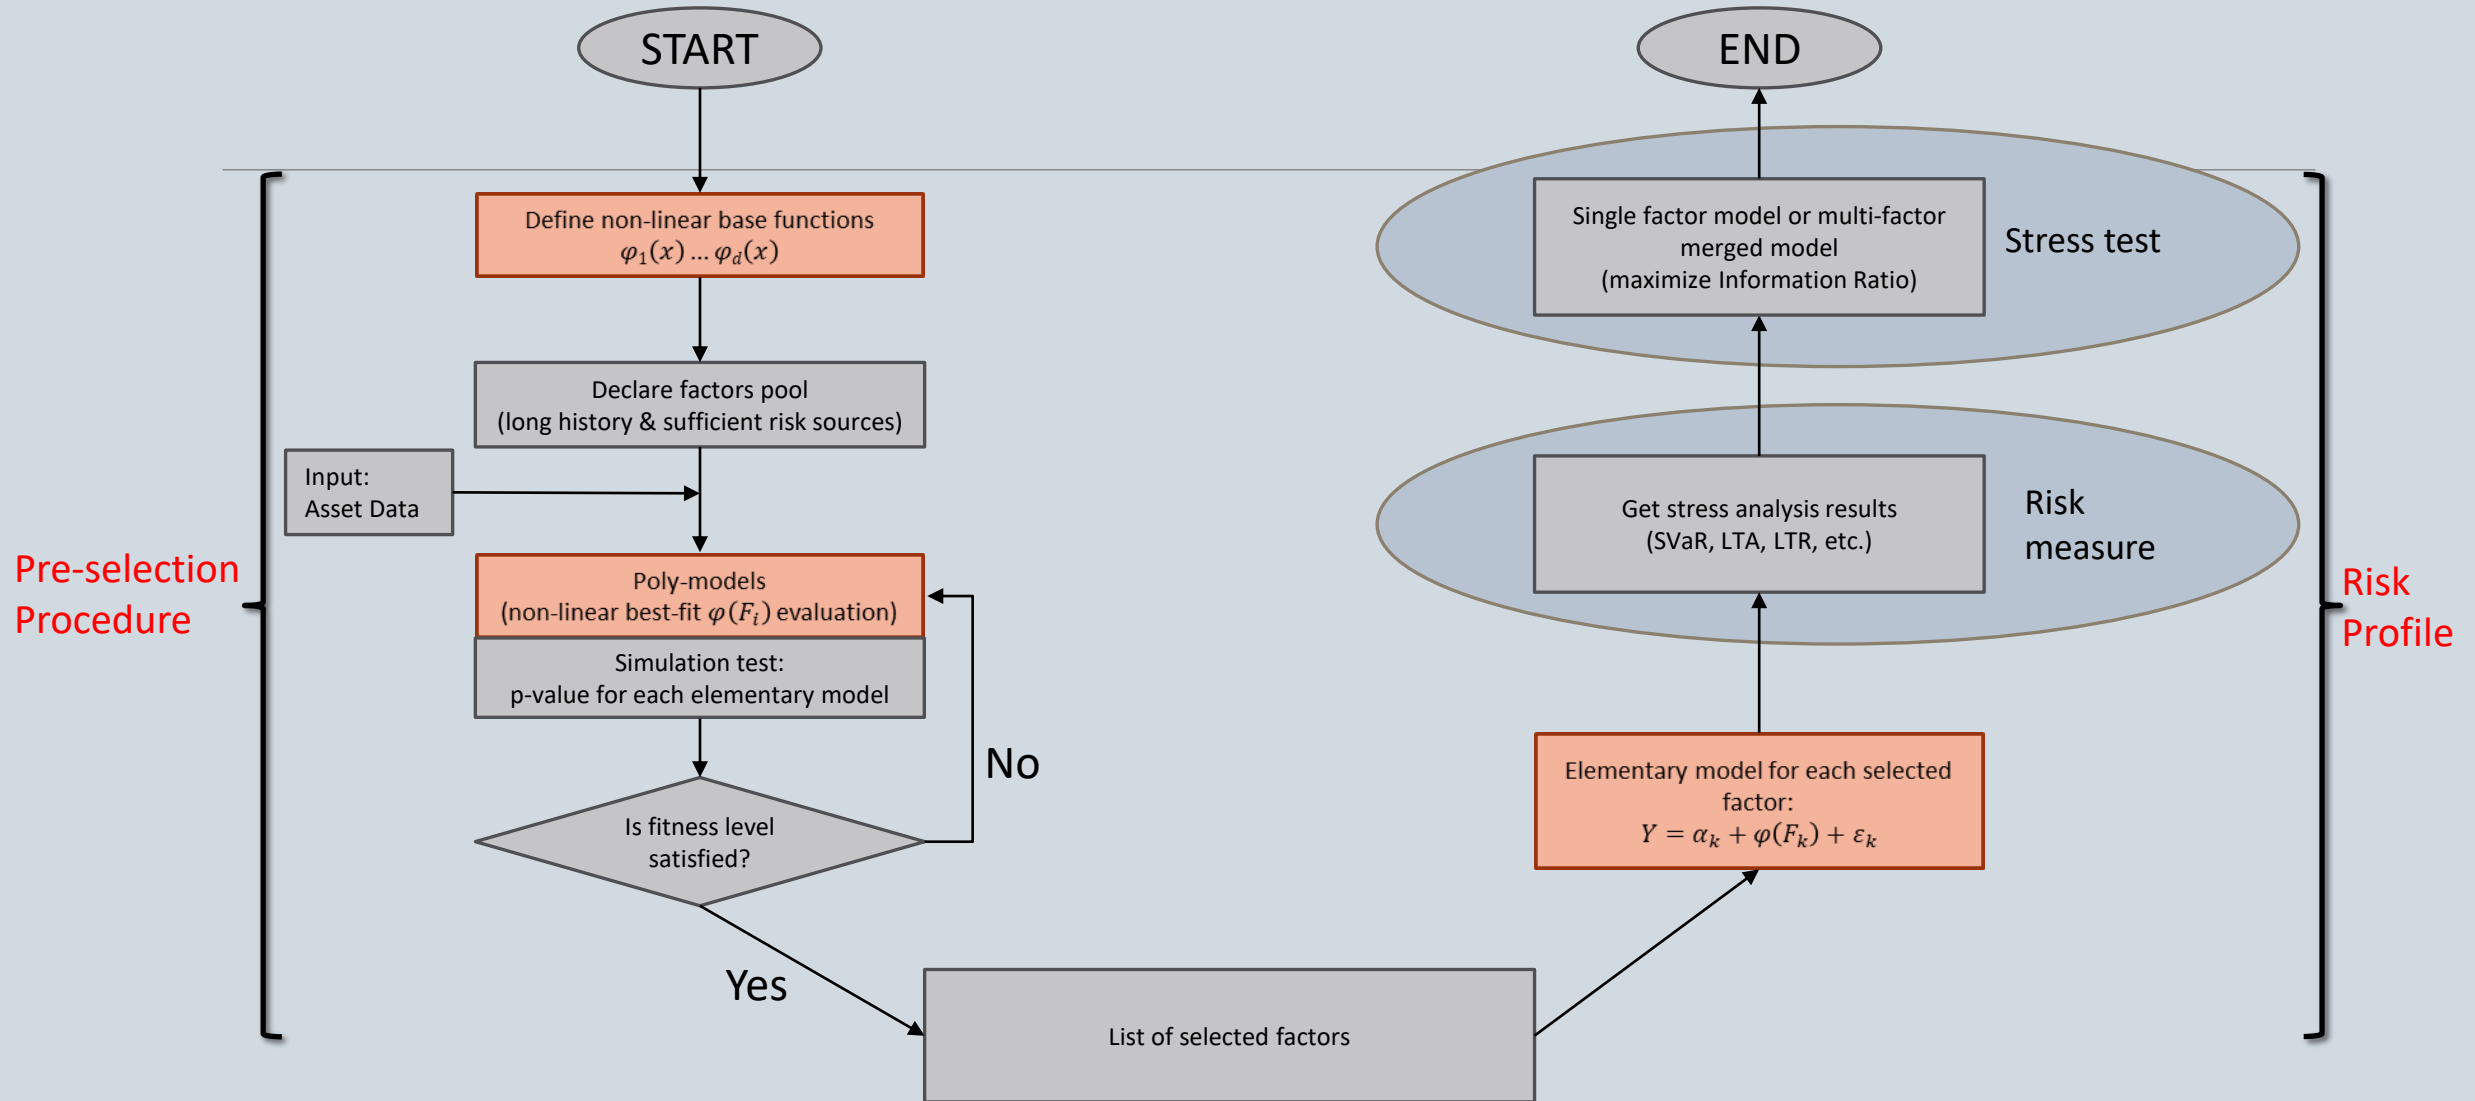 START
Define non-linear base functions
φ₁(x) … φ_d(x)
Declare factors pool
(long history & sufficient risk sources)
Input:
Asset Data
Pre-selection
Procedure
Poly-models
(non-linear best-fit φ(Fᵢ) evaluation)
Simulation test:
p-value for each elementary model
No
Is fitness level
satisfied?
Yes
List of selected factors
Elementary model for each selected
factor:
Y = αₖ + φ(Fₖ) + εₖ
Get stress analysis results
(SVaR, LTA, LTR, etc.)
Risk
measure
Risk
Profile
Single factor model or multi-factor
merged model
(maximize Information Ratio)
Stress test
END